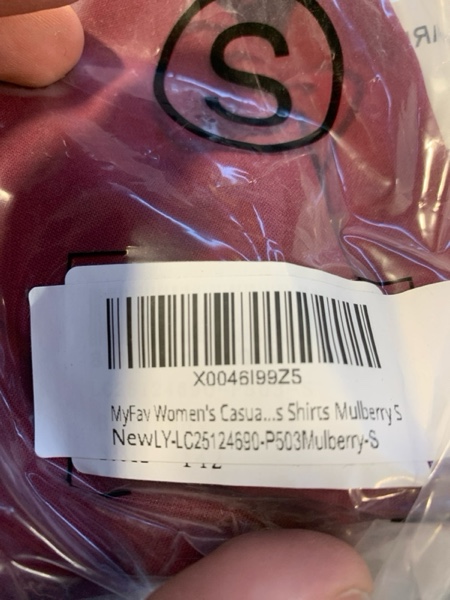 S
X0046I99Z5
MyFav Women's Casua...s Shirts Mulberry S
NewLY-LC25124690-P503Mulberry-S